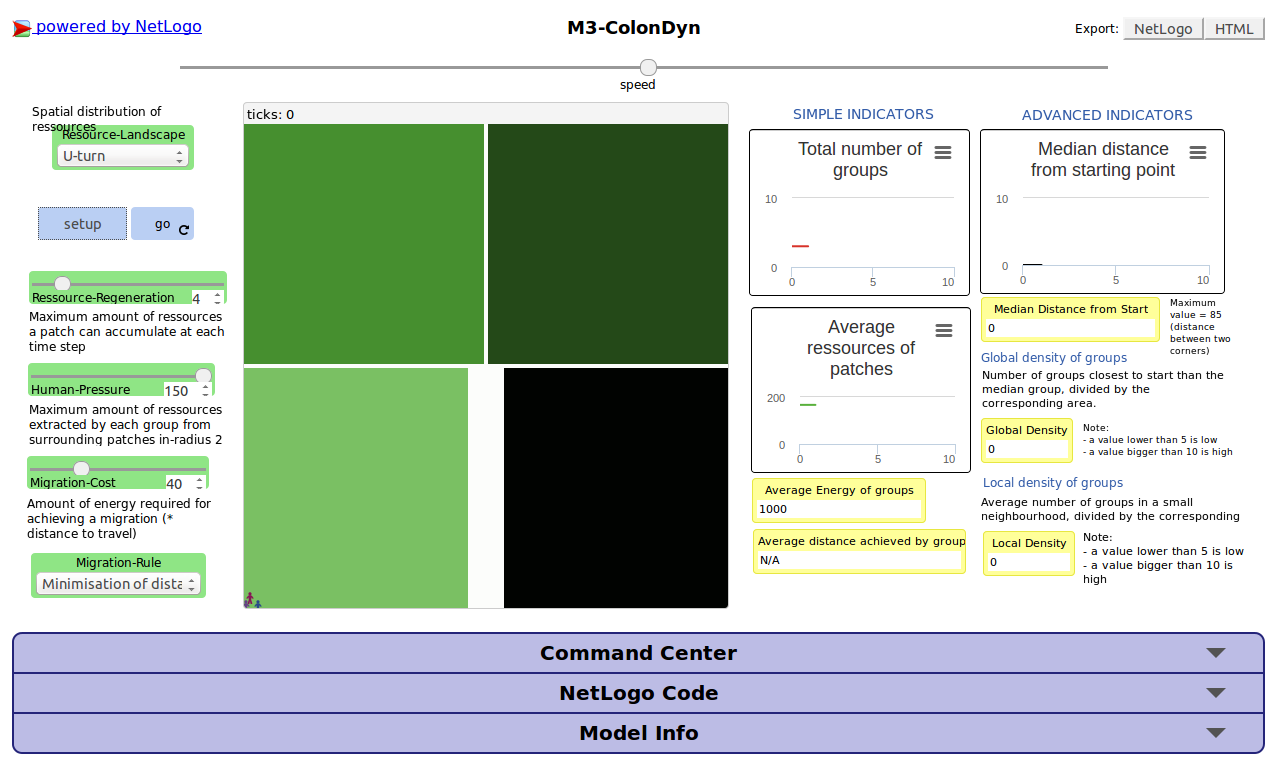 powered by NetLogo
M3-ColonDyn
Export: NetLogo HTML
speed
Spatial distribution of
ressources
Resource-Landscape
U-turn
setup
go
Ressource-Regeneration 4
Maximum amount of ressources
a patch can accumulate at each
time step
Human-Pressure 150
Maximum amount of ressources
extracted by each group from
surrounding patches in-radius 2
Migration-Cost 40
Amount of energy required for
achieving a migration (*
distance to travel)
Migration-Rule
Minimisation of dista
ticks: 0
SIMPLE INDICATORS
Total number of
groups
10
0
0 5 10
Average
ressources of
patches
200
0
0 5 10
Average Energy of groups
1000
Average distance achieved by group
N/A
ADVANCED INDICATORS
Median distance
from starting point
10
0
0 5 10
Median Distance from Start
0
Maximum
value = 85
(distance
between two
corners)
Global density of groups
Number of groups closest to start than the
median group, divided by the
corresponding area.
Global Density
0
Note:
- a value lower than 5 is low
- a value bigger than 10 is high
Local density of groups
Average number of groups in a small
neighbourhood, divided by the corresponding
Local Density
0
Note:
- a value lower than 5 is low
- a value bigger than 10 is
high
Command Center
NetLogo Code
Model Info